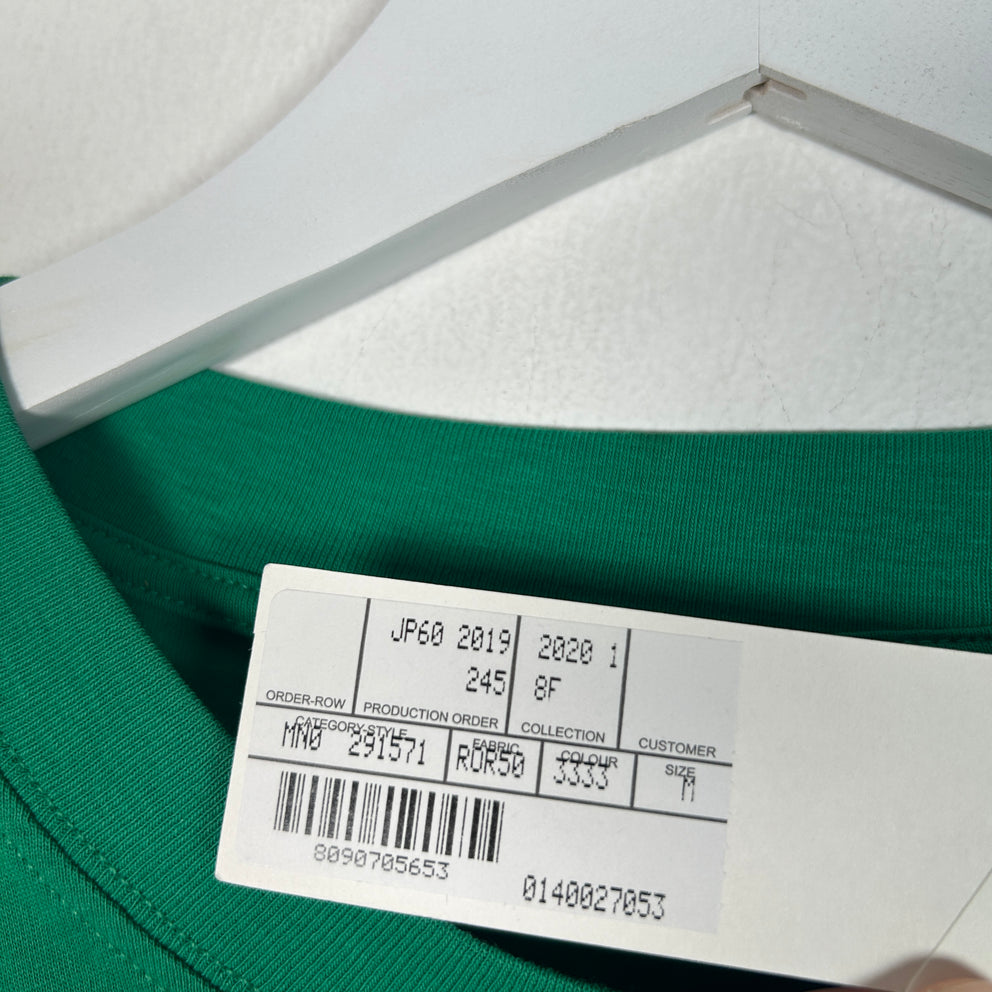 JP60 2019 2020 1
245 8F
ORDER-ROW PRODUCTION ORDER COLLECTION CUSTOMER
CATEGORY-STYLE FABRIC COLOUR SIZE
MN0 291571 ROR50 3333 M
8090705653
0140027053